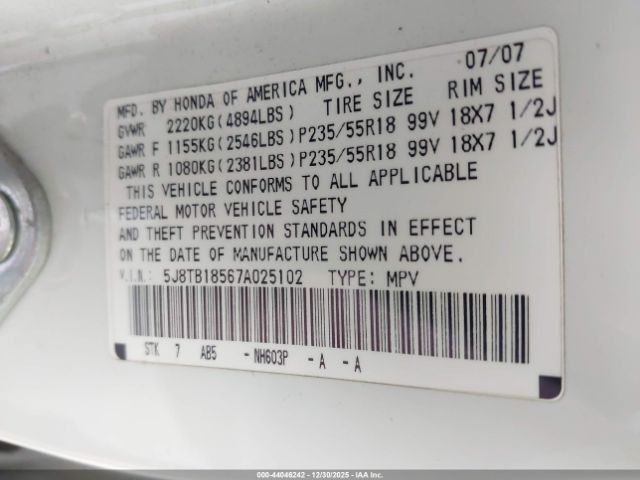 07/07
MFD. BY HONDA OF AMERICA MFG., INC.
GVWR 2220KG(4894LBS) TIRE SIZE RIM SIZE
GAWR F 1155KG(2546LBS)P235/55R18 99V 18X7 1/2J
GAWR R 1080KG(2381LBS)P235/55R18 99V 18X7 1/2J
THIS VEHICLE CONFORMS TO ALL APPLICABLE
FEDERAL MOTOR VEHICLE SAFETY
AND THEFT PREVENTION STANDARDS IN EFFECT
ON THE DATE OF MANUFACTURE SHOWN ABOVE.
V.I.N.: 5J8TB18567A025102 TYPE: MPV
STK 7 AB5 - NH603P - A - A
000-44046242 - 12/30/2025 - IAA Inc.